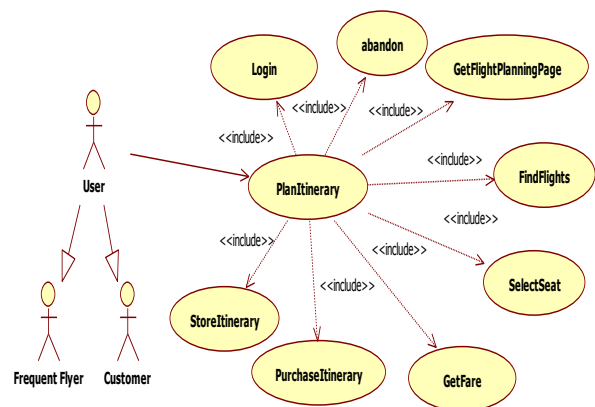 abandon
Login
GetFlightPlanningPage
<<include>>
<<include>>
<<include>>
<<include>>
FindFlights
PlanItinerary
User
<<include>>
<<include>>
<<include>>
<<include>>
SelectSeat
StoreItinerary
PurchaseItinerary
GetFare
Frequent Flyer
Customer